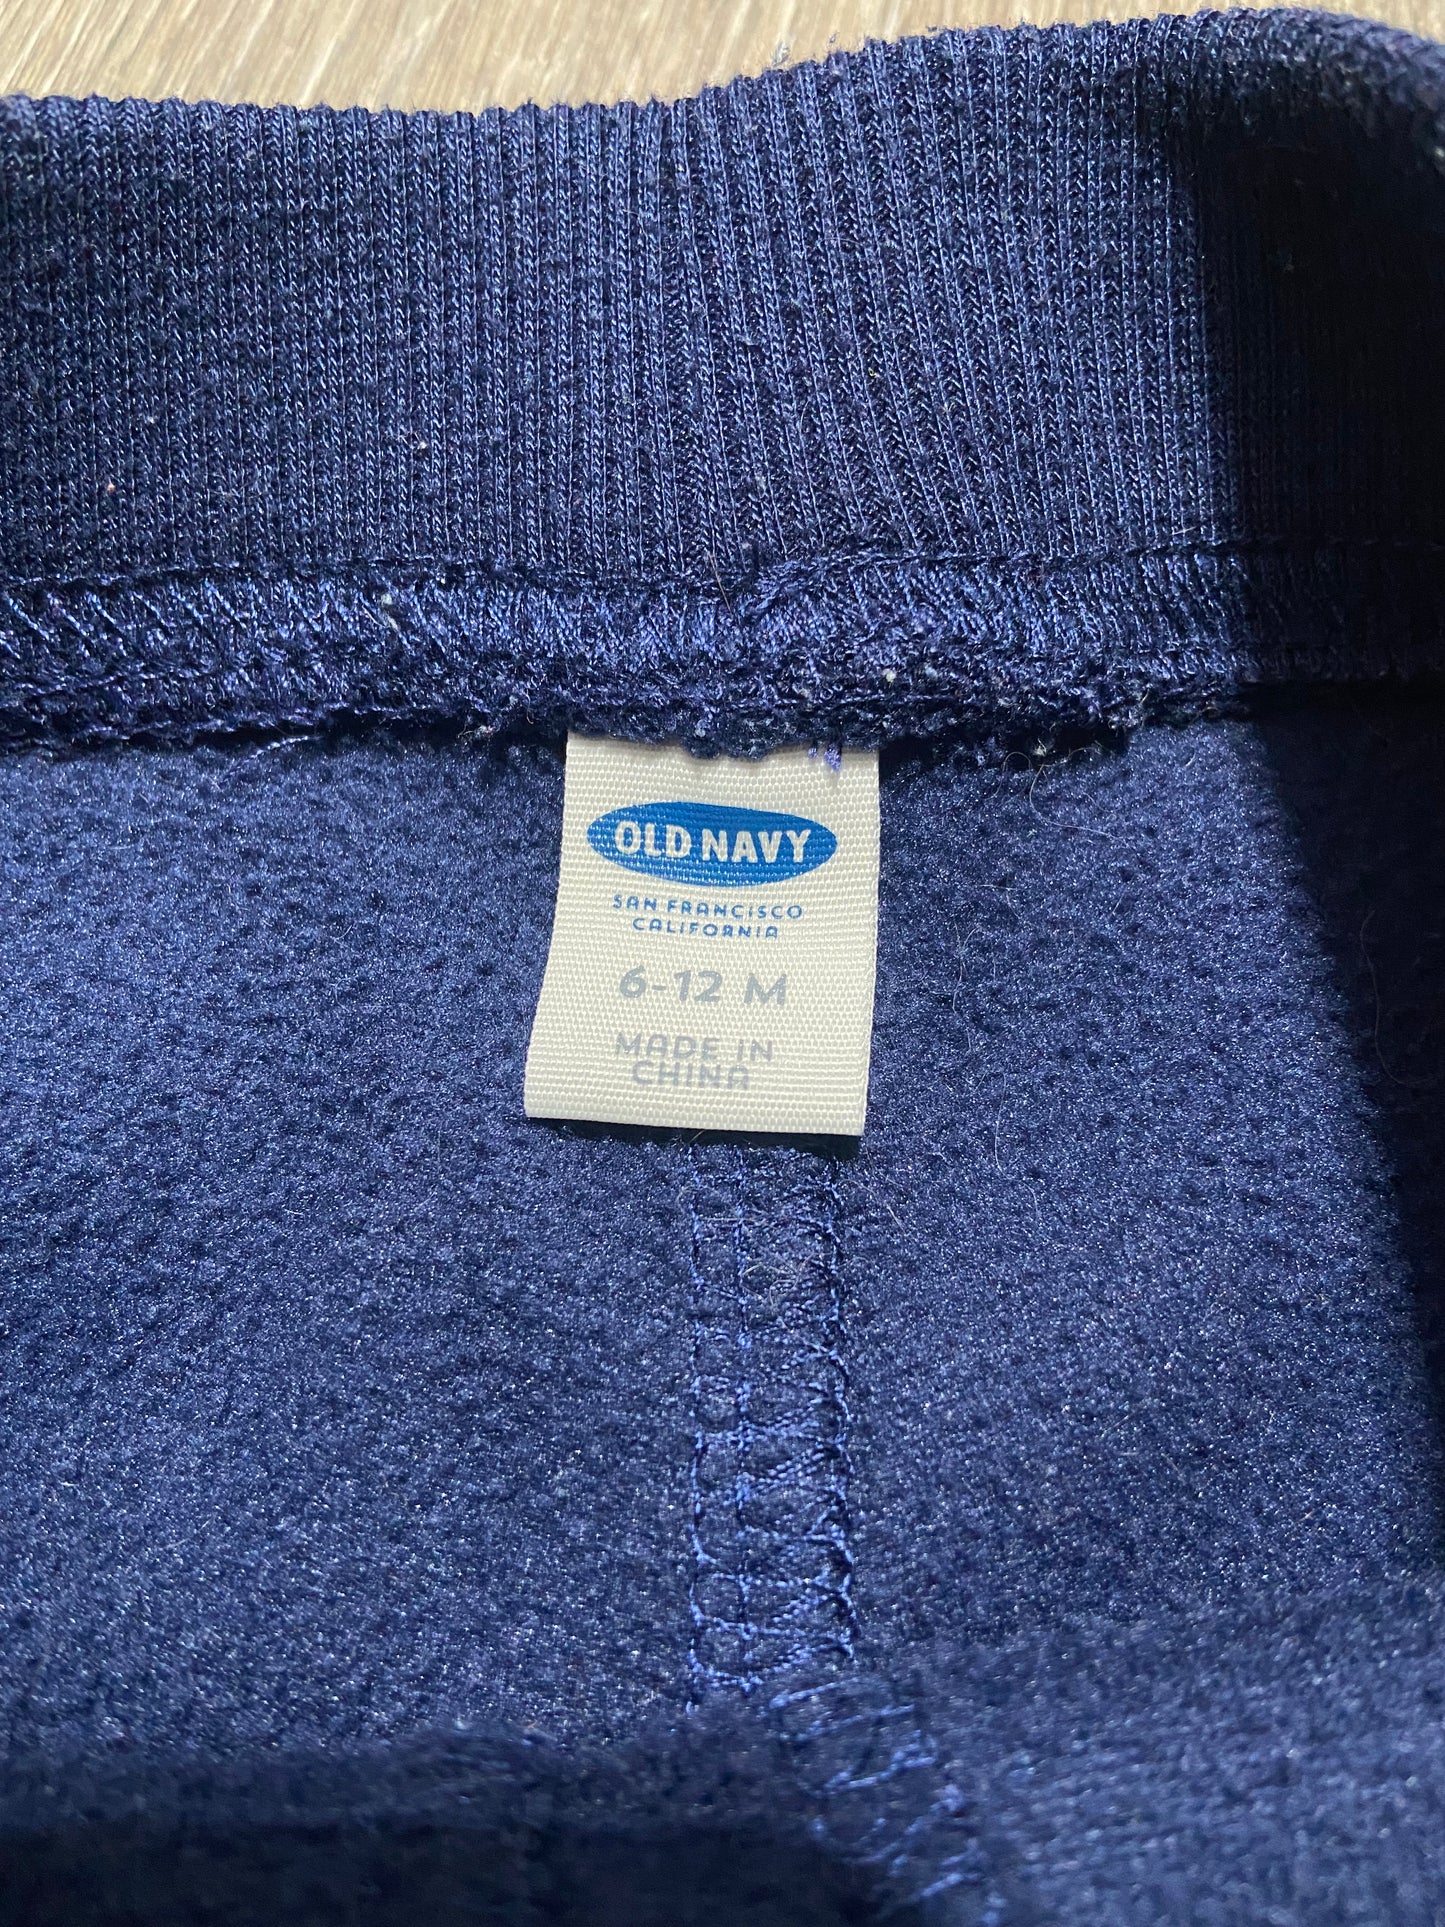 OLD NAVY
SAN FRANCISCO
CALIFORNIA
6-12 M
MADE IN
CHINA